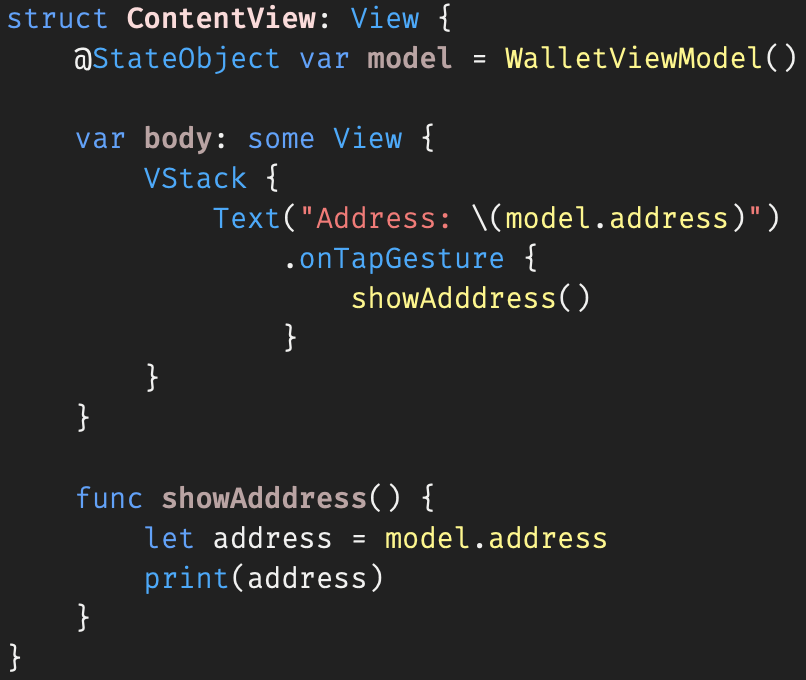 struct ContentView: View {
    @StateObject var model = WalletViewModel()

    var body: some View {
        VStack {
            Text("Address: \(model.address)")
                .onTapGesture {
                    showAdddress()
                }
        }
    }

    func showAdddress() {
        let address = model.address
        print(address)
    }
}